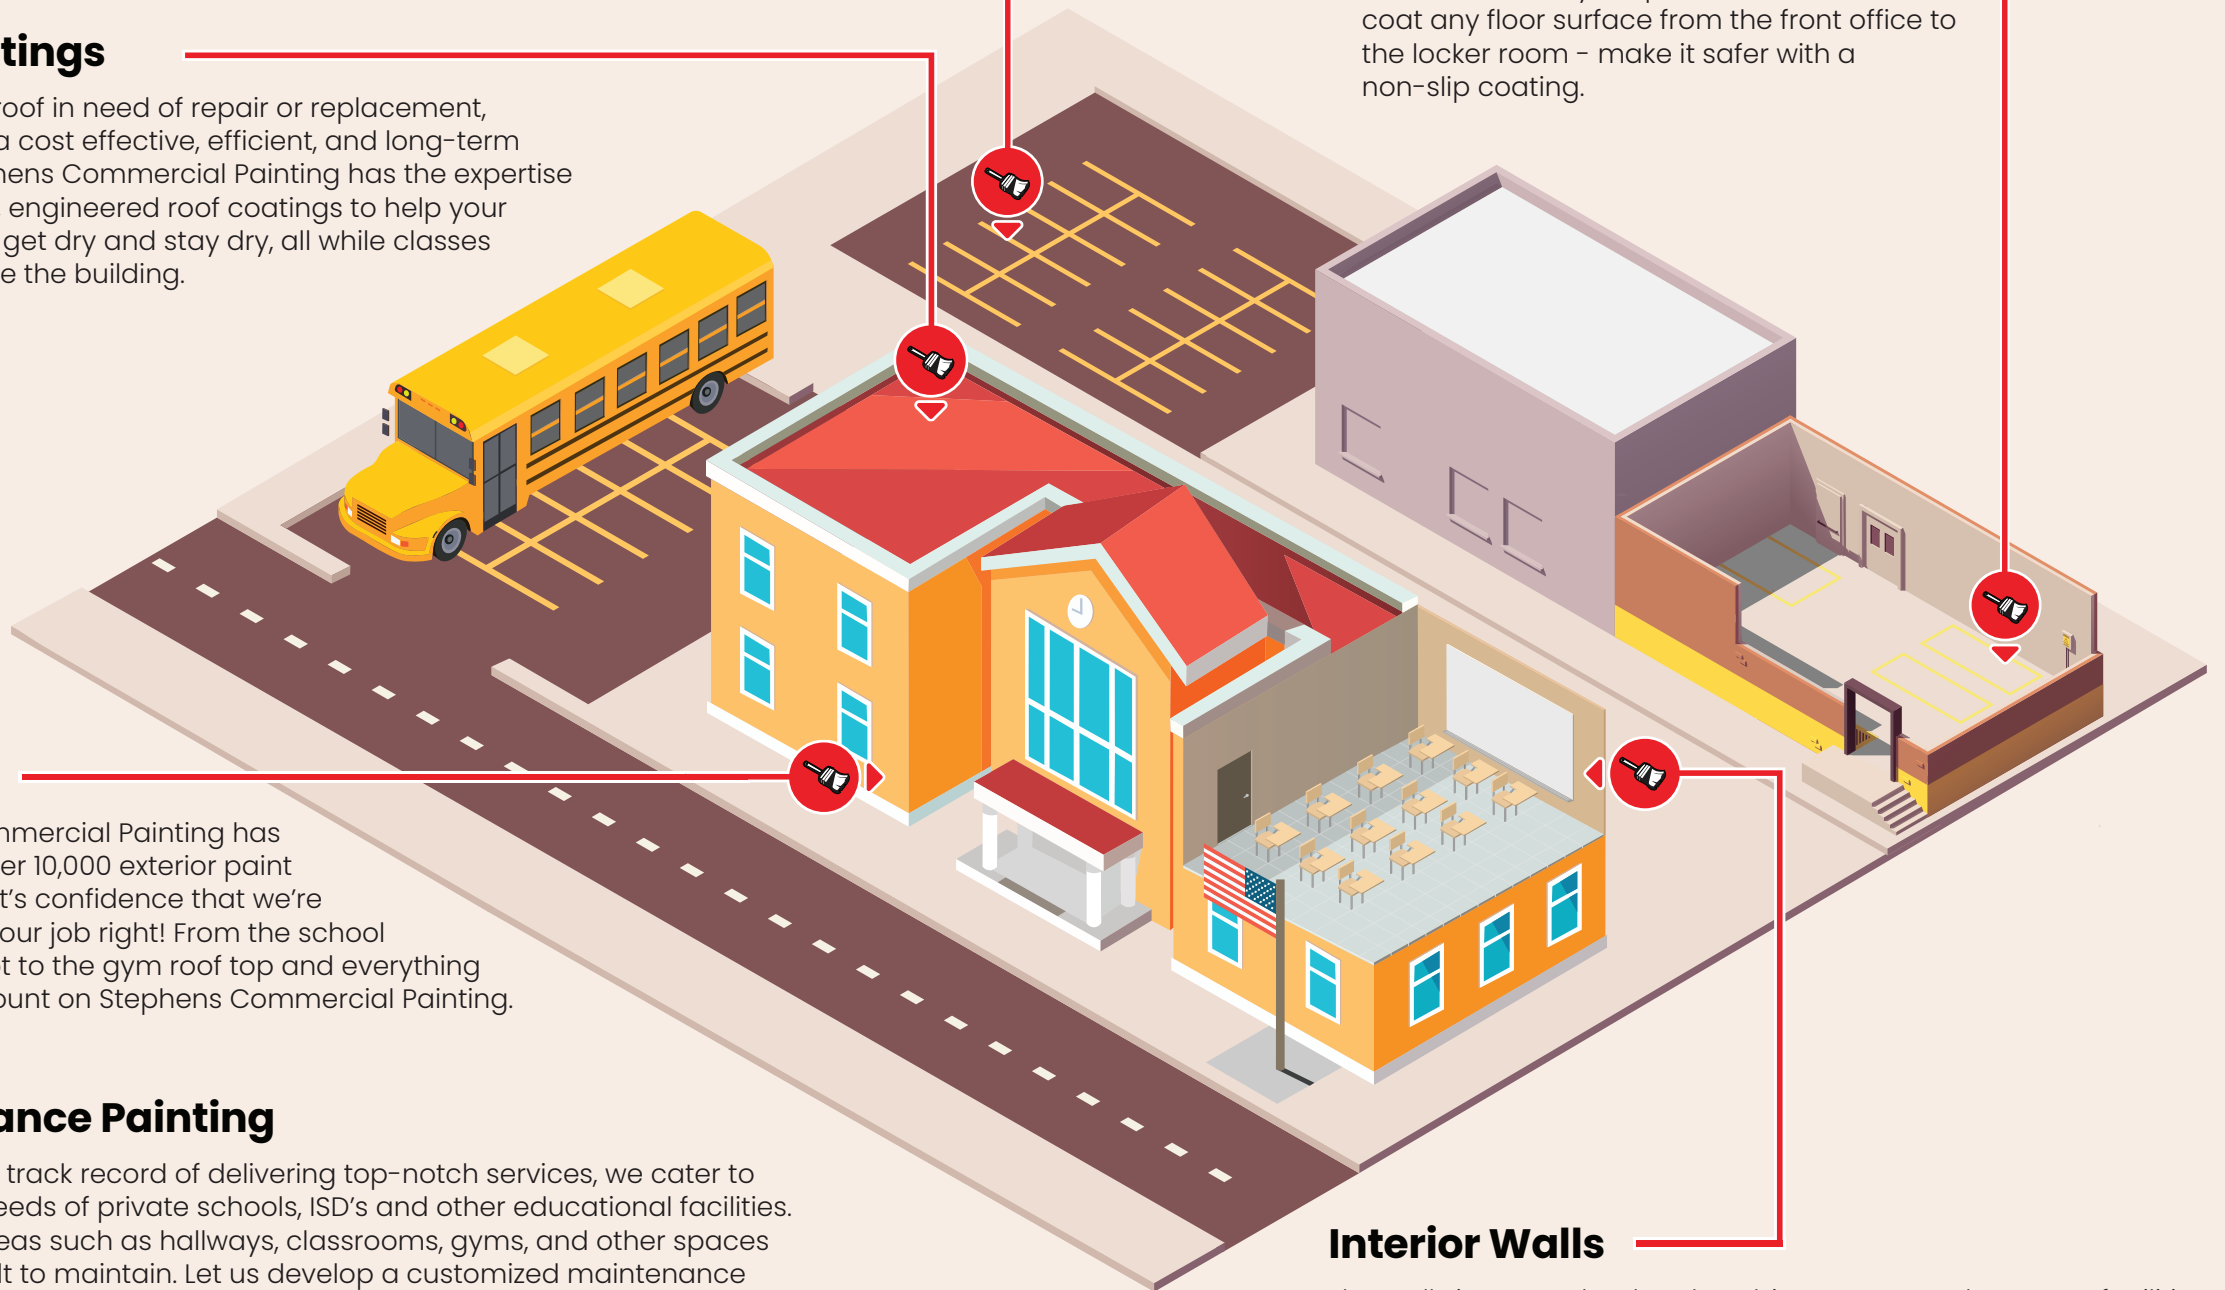 coat any floor surface from the front office to
the locker room - make it safer with a
non-slip coating.
tings
roof in need of repair or replacement,
a cost effective, efficient, and long-term
hens Commercial Painting has the expertise
engineered roof coatings to help your
get dry and stay dry, all while classes
e the building.
mmercial Painting has
er 10,000 exterior paint
t's confidence that we're
our job right! From the school
ot to the gym roof top and everything
ount on Stephens Commercial Painting.
ance Painting
track record of delivering top-notch services, we cater to
eeds of private schools, ISD's and other educational facilities.
eas such as hallways, classrooms, gyms, and other spaces
lt to maintain. Let us develop a customized maintenance
Interior Walls